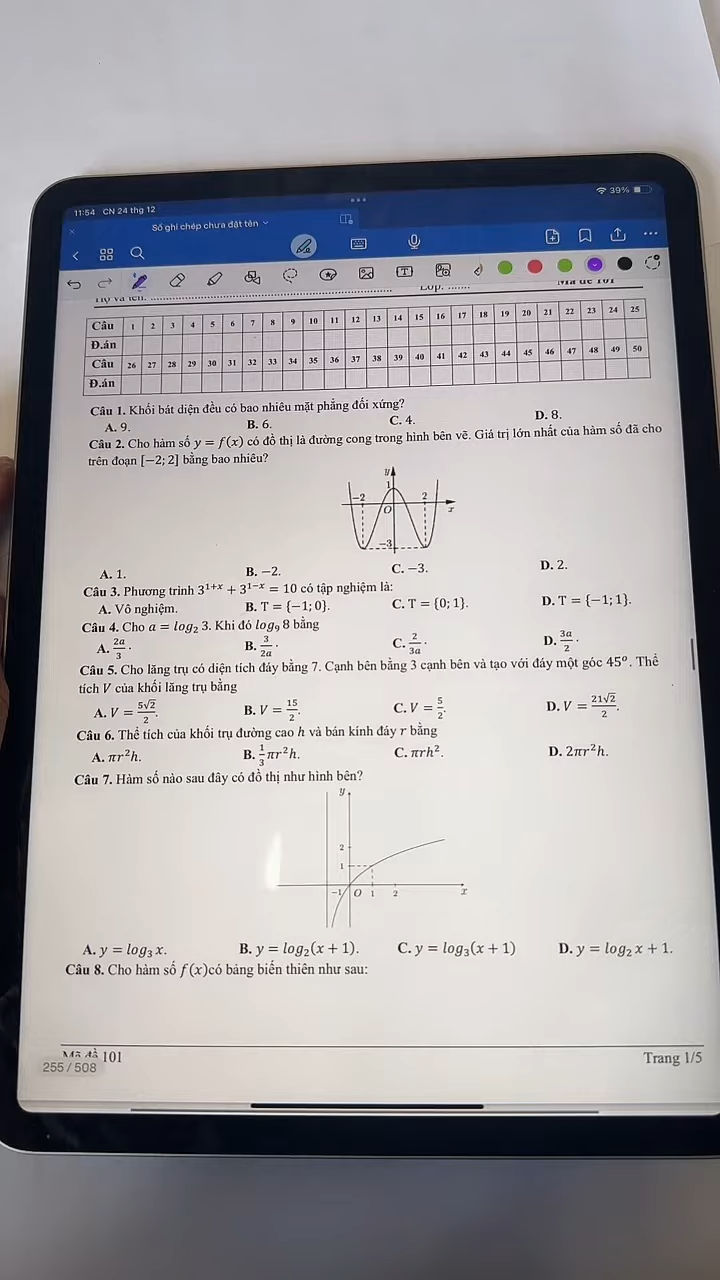 11:54 CN 24 thg 12
39%
Sổ ghi chép chưa đặt tên
Họ và tên: Lớp: Mã đề 101
Câu 1 2 3 4 5 6 7 8 9 10 11 12 13 14 15 16 17 18 19 20 21 22 23 24 25
Đ.án
Câu 26 27 28 29 30 31 32 33 34 35 36 37 38 39 40 41 42 43 44 45 46 47 48 49 50
Đ.án
Câu 1. Khối bát diện đều có bao nhiêu mặt phẳng đối xứng?
A. 9. B. 6. C. 4. D. 8.
Câu 2. Cho hàm số y = f(x) có đồ thị là đường cong trong hình bên vẽ. Giá trị lớn nhất của hàm số đã cho
trên đoạn [−2; 2] bằng bao nhiêu?
y
1
−2 2
O x
−3
A. 1. B. −2. C. −3. D. 2.
Câu 3. Phương trình 3^{1+x} + 3^{1−x} = 10 có tập nghiệm là:
A. Vô nghiệm. B. T = {−1; 0}. C. T = {0; 1}. D. T = {−1; 1}.
Câu 4. Cho a = log₂ 3. Khi đó log₉ 8 bằng
A. 2a/3 · B. 3/2a · C. 2/3a · D. 3a/2 ·
Câu 5. Cho lăng trụ có diện tích đáy bằng 7. Cạnh bên bằng 3 cạnh bên và tạo với đáy một góc 45°. Thể
tích V của khối lăng trụ bằng
A. V = 5√2/2. B. V = 15/2. C. V = 5/2. D. V = 21√2/2.
Câu 6. Thể tích của khối trụ đường cao h và bán kính đáy r bằng
A. πr²h. B. 1/3 πr²h. C. πrh². D. 2πr²h.
Câu 7. Hàm số nào sau đây có đồ thị như hình bên?
y
2
1
−1 O 1 2 x
A. y = log₃ x. B. y = log₂(x + 1). C. y = log₃(x + 1) D. y = log₂ x + 1.
Câu 8. Cho hàm số f(x)có bảng biến thiên như sau:
Mã đề 101 Trang 1/5
255 / 508